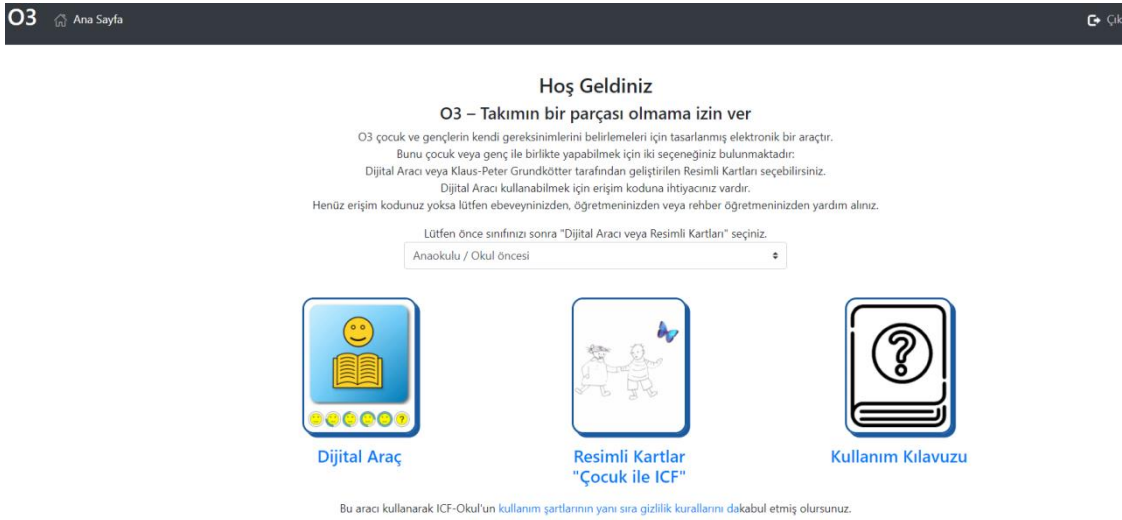 O3 Ana Sayfa
Çık
Hoş Geldiniz
O3 – Takımın bir parçası olmama izin ver
O3 çocuk ve gençlerin kendi gereksinimlerini belirlemeleri için tasarlanmış elektronik bir araçtır.
Bunu çocuk veya genç ile birlikte yapabilmek için iki seçeneğiniz bulunmaktadır:
Dijital Aracı veya Klaus-Peter Grundkötter tarafından geliştirilen Resimli Kartları seçebilirsiniz.
Dijital Aracı kullanabilmek için erişim koduna ihtiyacınız vardır.
Henüz erişim kodunuz yoksa lütfen ebeveyninizden, öğretmeninizden veya rehber öğretmeninizden yardım alınız.
Lütfen önce sınıfınızı sonra "Dijital Aracı veya Resimli Kartları" seçiniz.
Anaokulu / Okul öncesi
?
?
Dijital Araç
Resimli Kartlar
"Çocuk ile ICF"
Kullanım Kılavuzu
Bu aracı kullanarak ICF-Okul'un kullanım şartlarının yanı sıra gizlilik kurallarını dakabul etmiş olursunuz.